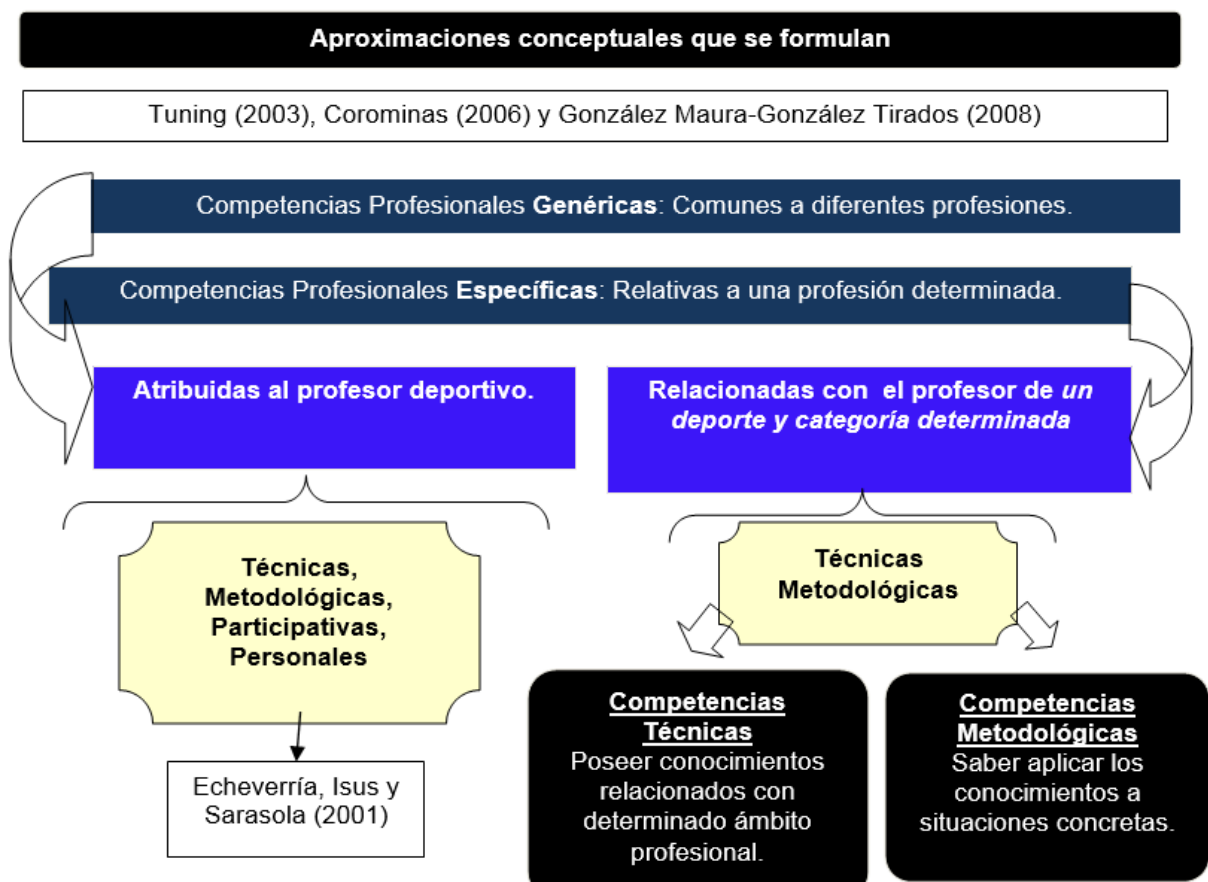 Aproximaciones conceptuales que se formulan
Tuning (2003), Corominas (2006) y González Maura-González Tirados (2008)
Competencias Profesionales Genéricas: Comunes a diferentes profesiones.
Competencias Profesionales Específicas: Relativas a una profesión determinada.
Atribuidas al profesor deportivo.
Relacionadas con el profesor de un
deporte y categoría determinada
Técnicas,
Metodológicas,
Participativas,
Personales
Técnicas
Metodológicas
Echeverría, Isus y
Sarasola (2001)
Competencias
Técnicas
Poseer conocimientos
relacionados con
determinado ámbito
profesional.
Competencias
Metodológicas
Saber aplicar los
conocimientos a
situaciones concretas.